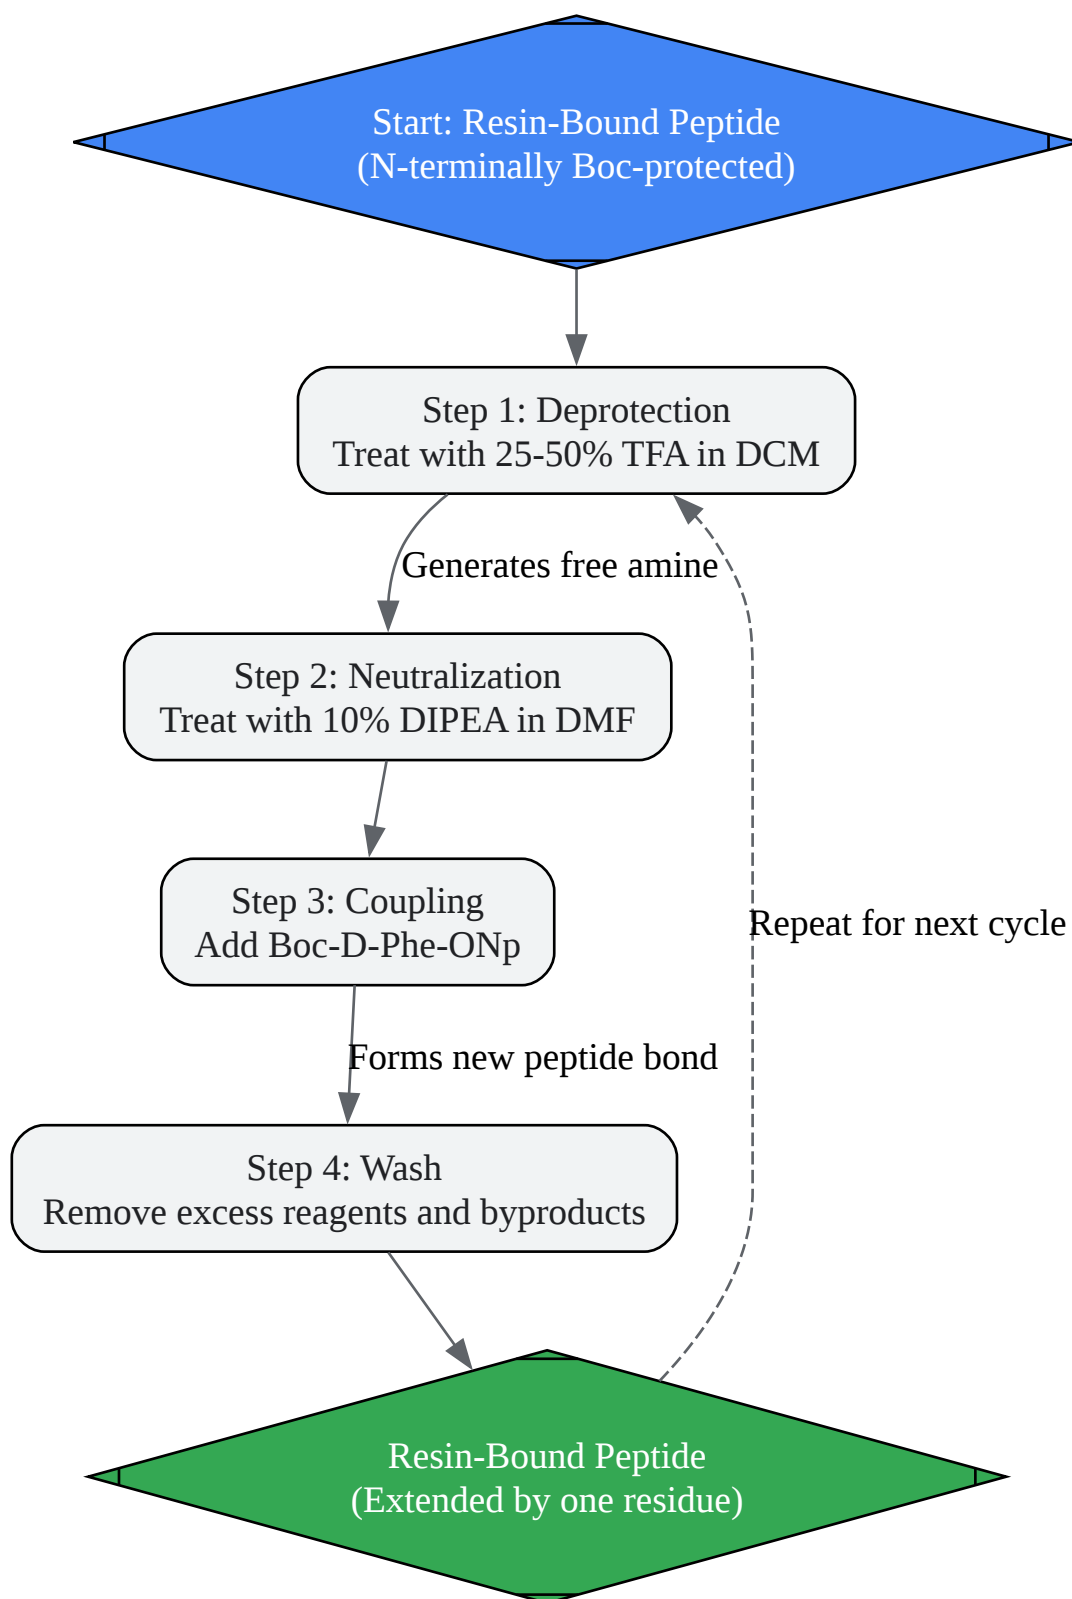 Start: Resin-Bound Peptide
(N-terminally Boc-protected)
Step 1: Deprotection
Treat with 25-50% TFA in DCM
Generates free amine
Step 2: Neutralization
Treat with 10% DIPEA in DMF
Step 3: Coupling
Add Boc-D-Phe-ONp
Repeat for next cycle
Forms new peptide bond
Step 4: Wash
Remove excess reagents and byproducts
Resin-Bound Peptide
(Extended by one residue)